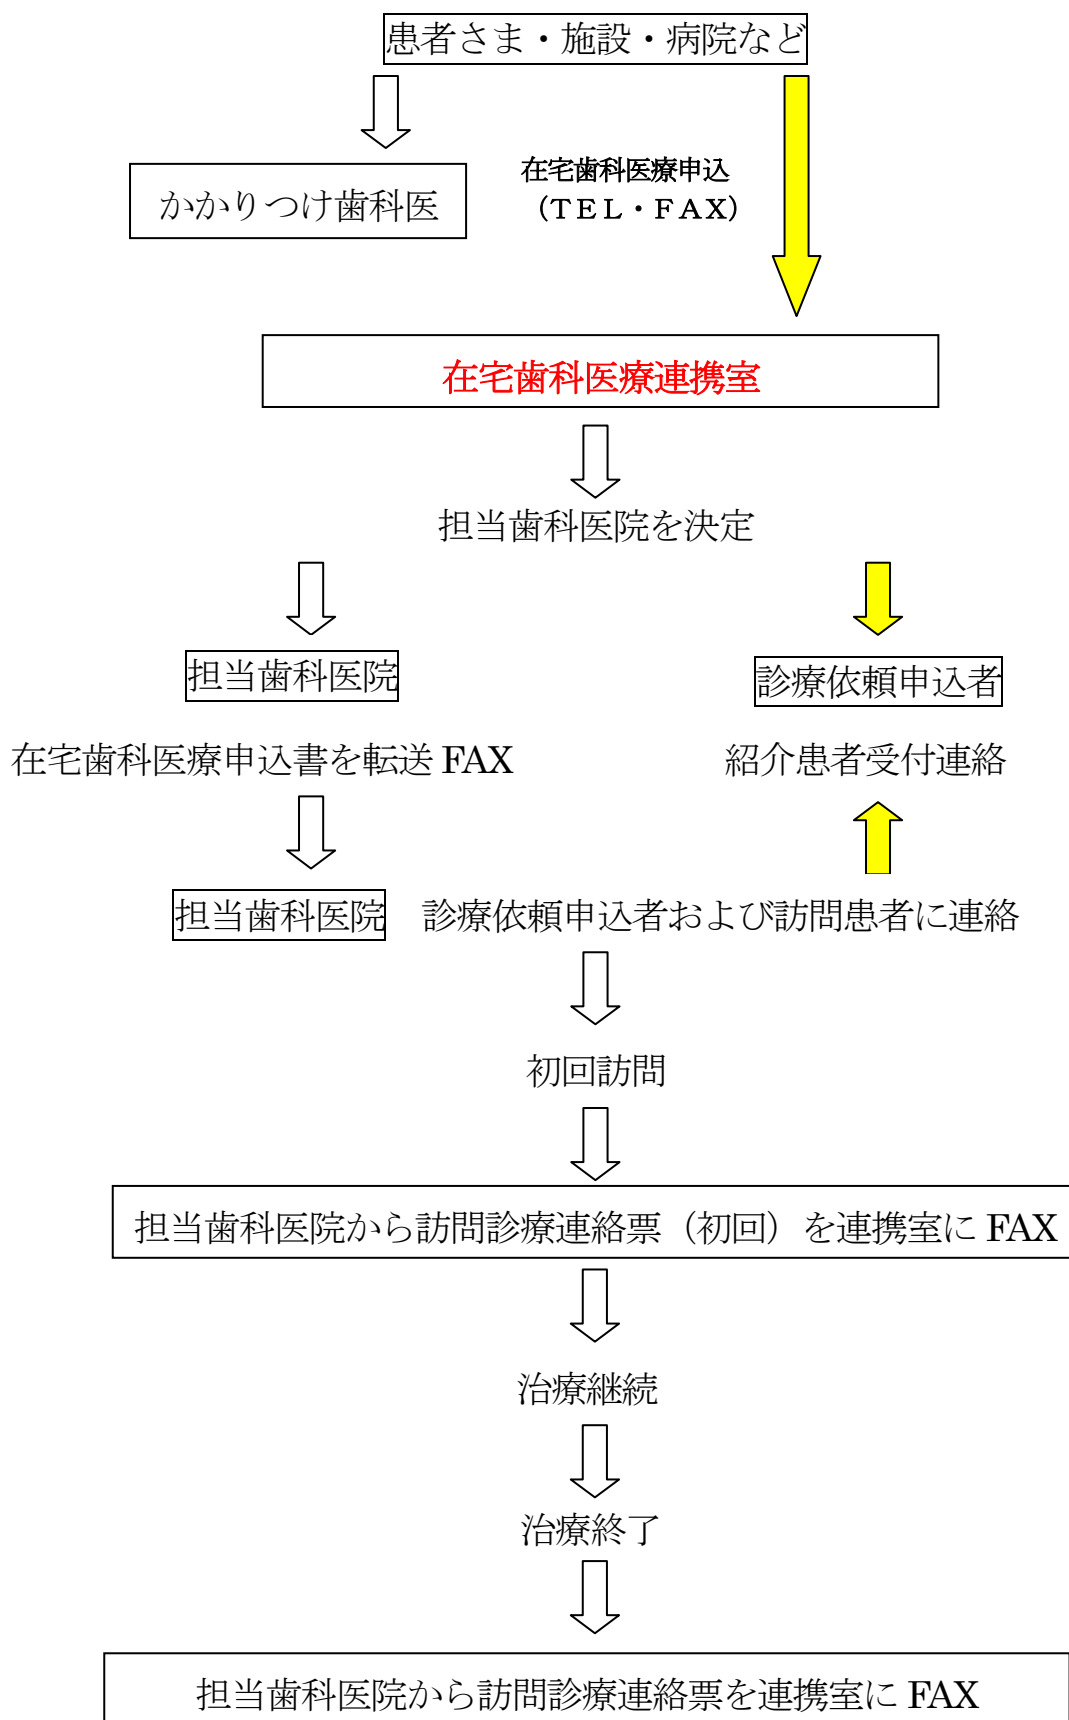 患者さま・施設・病院など
かかりつけ歯科医
在宅歯科医療申込
（ＴＥＬ・ＦＡＸ）
在宅歯科医療連携室
担当歯科医院を決定
担当歯科医院
診療依頼申込者
在宅歯科医療申込書を転送 FAX
紹介患者受付連絡
担当歯科医院
診療依頼申込者および訪問患者に連絡
初回訪問
担当歯科医院から訪問診療連絡票（初回）を連携室に FAX
治療継続
治療終了
担当歯科医院から訪問診療連絡票を連携室に FAX